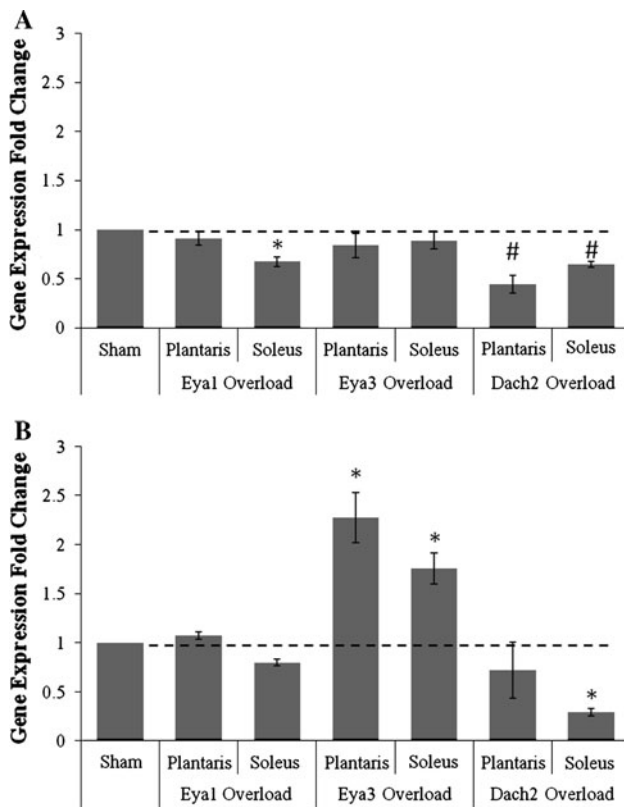 A
Gene Expression Fold Change
3
2.5
2
1.5
1
0.5
0
*
#
#
Sham
Plantaris
Soleus
Plantaris
Soleus
Plantaris
Soleus
Eya1 Overload
Eya3 Overload
Dach2 Overload
B
Gene Expression Fold Change
3
2.5
2
1.5
1
0.5
0
*
*
*
Sham
Plantaris
Soleus
Plantaris
Soleus
Plantaris
Soleus
Eya1 Overload
Eya3 Overload
Dach2 Overload